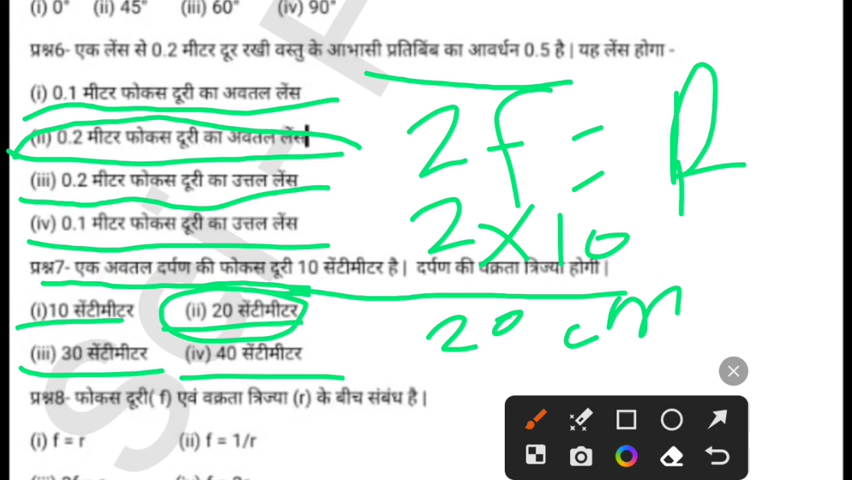 (i) 0° (ii) 45° (iii) 60° (iv) 90°
प्रश्न6- एक लेंस से 0.2 मीटर दूर रखी वस्तु के आभासी प्रतिबिंब का आवर्धन 0.5 है| यह लेंस होगा -
(i) 0.1 मीटर फोकस दूरी का अवतल लेंस
(ii) 0.2 मीटर फोकस दूरी का अवतल लेंस
(iii) 0.2 मीटर फोकस दूरी का उत्तल लेंस
(iv) 0.1 मीटर फोकस दूरी का उत्तल लेंस
2f = R
2×10
प्रश्न7- एक अवतल दर्पण की फोकस दूरी 10 सेंटीमीटर है| दर्पण की वक्रता त्रिज्या होगी|
(i)10 सेंटीमीटर (ii) 20 सेंटीमीटर
20 cm
(iii) 30 सेंटीमीटर (iv) 40 सेंटीमीटर
प्रश्न8- फोकस दूरी( f) एवं वक्रता त्रिज्या (r) के बीच संबंध है|
(i) f = r (ii) f = 1/r